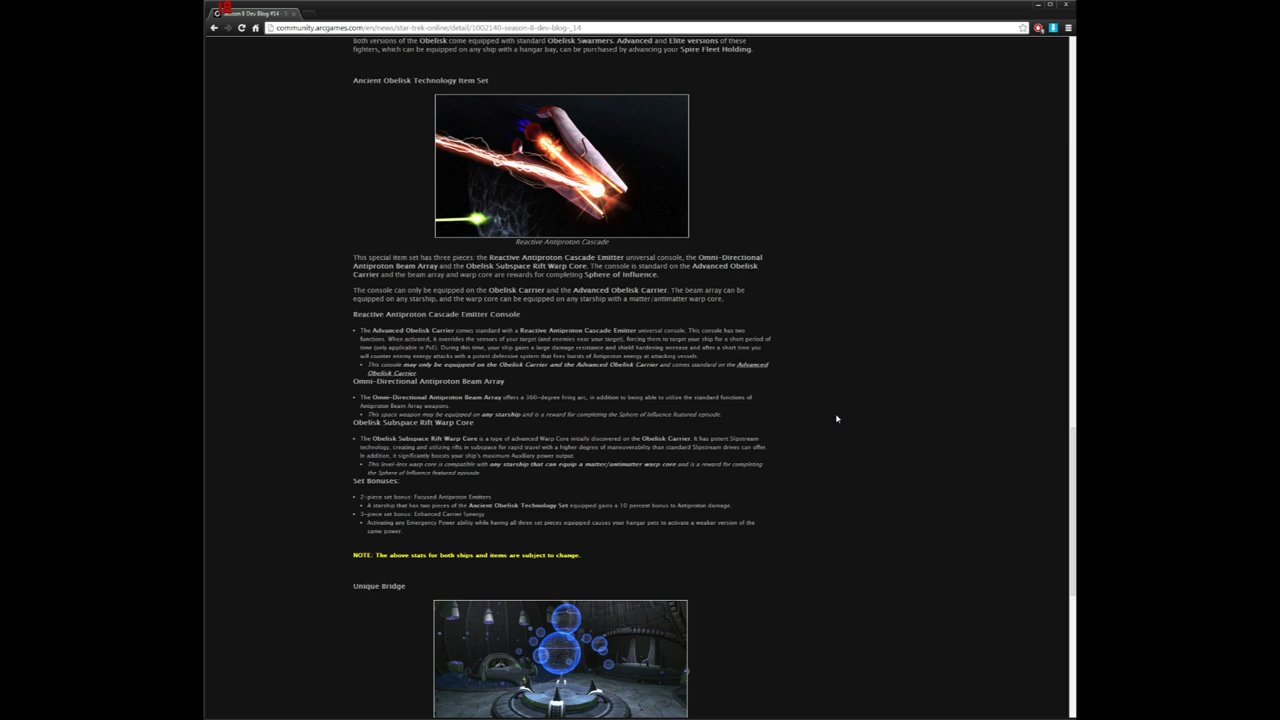 18
Season 8 Dev Blog #14 - S
community.arcgames.com/en/news/star-trek-online/detail/1002140-season-8-dev-blog-_14
Both versions of the Obelisk come equipped with standard Obelisk Swarmers. Advanced and Elite versions of these
fighters, which can be equipped on any ship with a hangar bay, can be purchased by advancing your Spire Fleet Holding.
Ancient Obelisk Technology Item Set
Reactive Antiproton Cascade
This special item set has three pieces: the Reactive Antiproton Cascade Emitter universal console, the Omni-Directional
Antiproton Beam Array and the Obelisk Subspace Rift Warp Core. The console is standard on the Advanced Obelisk
Carrier and the beam array and warp core are rewards for completing Sphere of Influence.
The console can only be equipped on the Obelisk Carrier and the Advanced Obelisk Carrier. The beam array can be
equipped on any starship, and the warp core can be equipped on any starship with a matter/antimatter warp core.
Reactive Antiproton Cascade Emitter Console
• The Advanced Obelisk Carrier comes standard with a Reactive Antiproton Cascade Emitter universal console. This console has two
functions. When activated, it overrides the sensors of your target (and enemies near your target), forcing them to target your ship for a short period of
time (only applicable in PvE). During this time, your ship gains a large damage resistance and shield hardening increase and after a short time you
will counter enemy energy attacks with a potent defensive system that fires bursts of Antiproton energy at attacking vessels.
• This console may only be equipped on the Obelisk Carrier and the Advanced Obelisk Carrier and comes standard on the Advanced
Obelisk Carrier.
Omni-Directional Antiproton Beam Array
• The Omni-Directional Antiproton Beam Array offers a 360-degree firing arc, in addition to being able to utilize the standard functions of
Antiproton Beam Array weapons.
• This space weapon may be equipped on any starship and is a reward for completing the Sphere of Influence featured episode.
Obelisk Subspace Rift Warp Core
• The Obelisk Subspace Rift Warp Core is a type of advanced Warp Core initially discovered on the Obelisk Carrier. It has potent Slipstream
technology, creating and utilizing rifts in subspace for rapid travel with a higher degree of maneuverability than standard Slipstream drives can offer.
In addition, it significantly boosts your ship's maximum Auxiliary power output.
• This level-less warp core is compatible with any starship that can equip a matter/antimatter warp core and is a reward for completing
the Sphere of Influence featured episode.
Set Bonuses:
• 2-piece set bonus: Focused Antiproton Emitters
• A starship that has two pieces of the Ancient Obelisk Technology Set equipped gains a 10 percent bonus to Antiproton damage.
• 3-piece set bonus: Enhanced Carrier Synergy
• Activating any Emergency Power ability while having all three set pieces equipped causes your hangar pets to activate a weaker version of the
same power.
NOTE: The above stats for both ships and items are subject to change.
Unique Bridge